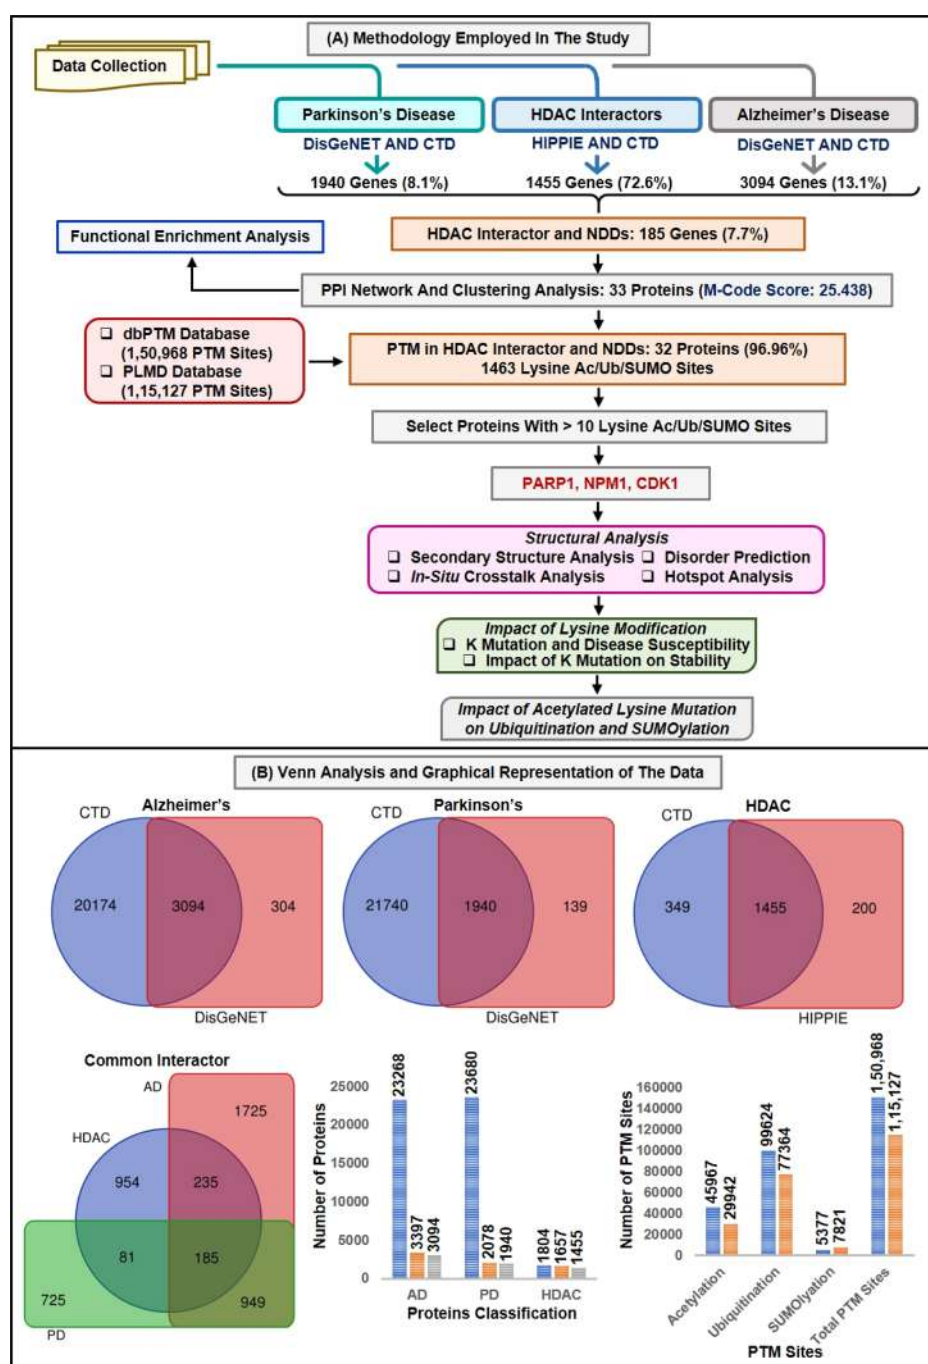 (A) Methodology Employed In The Study
Data Collection
Parkinson's Disease
HDAC Interactors
Alzheimer's Disease
DisGeNET AND CTD
HIPPIE AND CTD
DisGeNET AND CTD
1940 Genes (8.1%)
1455 Genes (72.6%)
3094 Genes (13.1%)
Functional Enrichment Analysis
HDAC Interactor and NDDs: 185 Genes (7.7%)
PPI Network And Clustering Analysis: 33 Proteins (M-Code Score: 25.438)
❑ dbPTM Database
(1,50,968 PTM Sites)
❑ PLMD Database
(1,15,127 PTM Sites)
PTM in HDAC Interactor and NDDs: 32 Proteins (96.96%)
1463 Lysine Ac/Ub/SUMO Sites
Select Proteins With > 10 Lysine Ac/Ub/SUMO Sites
PARP1, NPM1, CDK1
Structural Analysis
❑ Secondary Structure Analysis ❑ Disorder Prediction
❑ In-Situ Crosstalk Analysis ❑ Hotspot Analysis
Impact of Lysine Modification
❑ K Mutation and Disease Susceptibility
❑ Impact of K Mutation on Stability
Impact of Acetylated Lysine Mutation
on Ubiquitination and SUMOylation
(B) Venn Analysis and Graphical Representation of The Data
Alzheimer's
CTD
20174
3094
304
DisGeNET
Parkinson's
CTD
21740
1940
139
DisGeNET
HDAC
CTD
349
1455
200
HIPPIE
Common Interactor
AD
1725
HDAC
954
235
81
185
725
949
PD
Number of Proteins
25000
20000
15000
10000
5000
0
23268
3397
3094
23680
2078
1940
1804
1657
1455
AD
PD
HDAC
Proteins Classification
Number of PTM Sites
160000
140000
120000
100000
80000
60000
40000
20000
0
45967
29942
99624
77364
5377
7821
1,50,968
1,15,127
Acetylation
Ubiquitination
SUMOlyation
Total PTM Sites
PTM Sites